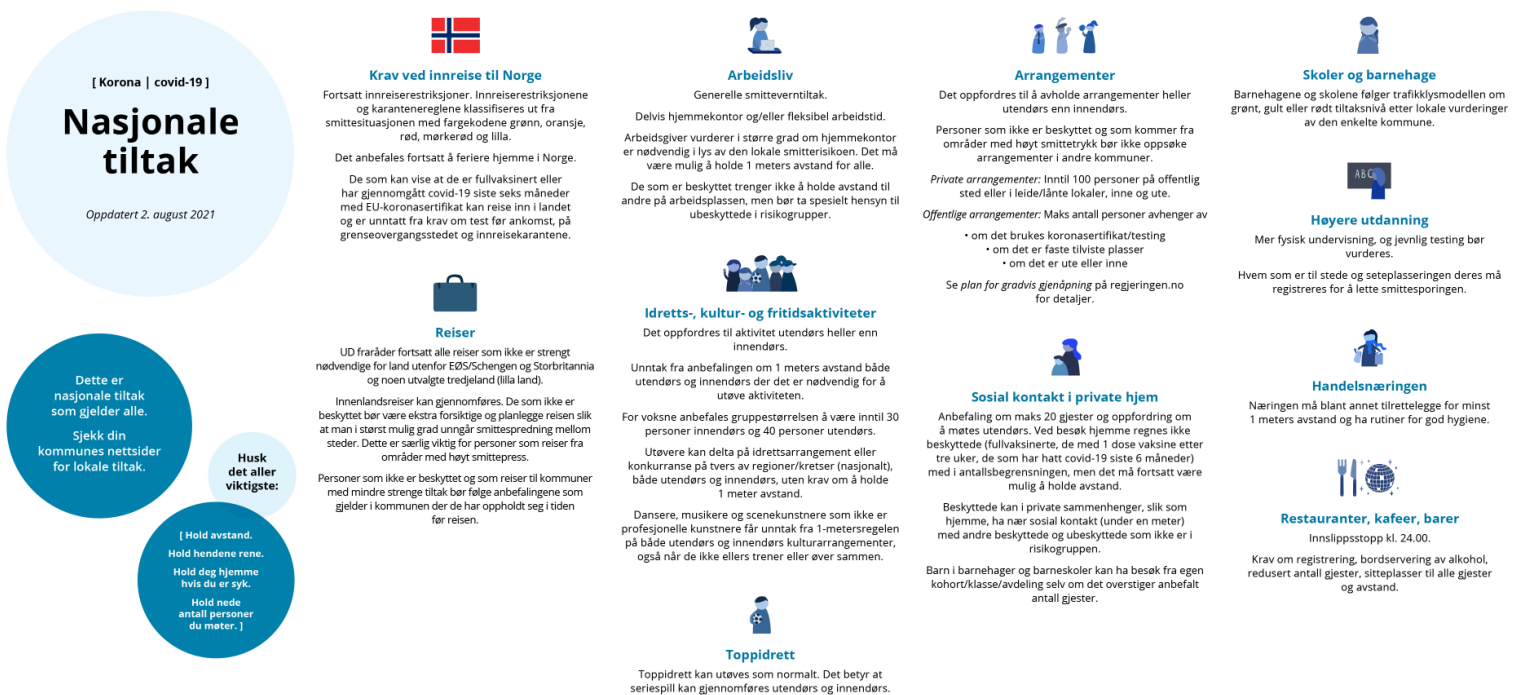 [ Korona | covid-19 ]
Nasjonale
tiltak
Oppdatert 2. august 2021
Dette er
nasjonale tiltak
som gjelder alle.
Sjekk din
kommunes nettsider
for lokale tiltak.
Husk
det aller
viktigste:
[ Hold avstand.
Hold hendene rene.
Hold deg hjemme
hvis du er syk.
Hold nede
antall personer
du møter. ]
Krav ved innreise til Norge
Fortsatt innreiserestriksjoner. Innreiserestriksjonene
og karantenereglene klassifiseres ut fra
smittesituasjonen med fargekodene grønn, oransje,
rød, mørkerød og lilla.
Det anbefales fortsatt å feriere hjemme i Norge.
De som kan vise at de er fullvaksinert eller
har gjennomgått covid-19 siste seks måneder
med EU-koronasertifikat kan reise inn i landet
og er unntatt fra krav om test før ankomst, på
grenseovergangsstedet og innreisekarantene.
Reiser
UD fraråder fortsatt alle reiser som ikke er strengt
nødvendige for land utenfor EØS/Schengen og Storbritannia
og noen utvalgte tredjeland (lilla land).
Innenlandsreiser kan gjennomføres. De som ikke er
beskyttet bør være ekstra forsiktige og planlegge reisen slik
at man i størst mulig grad unngår smittespredning mellom
steder. Dette er særlig viktig for personer som reiser fra
områder med høyt smittepress.
Personer som ikke er beskyttet og som reiser til kommuner
med mindre strenge tiltak bør følge anbefalingene som
gjelder i kommunen der de har oppholdt seg i tiden
før reisen.
Arbeidsliv
Generelle smitteverntiltak.
Delvis hjemmekontor og/eller fleksibel arbeidstid.
Arbeidsgiver vurderer i større grad om hjemmekontor
er nødvendig i lys av den lokale smitterisikoen. Det må
være mulig å holde 1 meters avstand for alle.
De som er beskyttet trenger ikke å holde avstand til
andre på arbeidsplassen, men bør ta spesielt hensyn til
ubeskyttede i risikogrupper.
Idretts-, kultur- og fritidsaktiviteter
Det oppfordres til aktivitet utendørs heller enn
innendørs.
Unntak fra anbefalingen om 1 meters avstand både
utendørs og innendørs der det er nødvendig for å
utøve aktiviteten.
For voksne anbefales gruppestørrelsen å være inntil 30
personer innendørs og 40 personer utendørs.
Utøvere kan delta på idrettsarrangement eller
konkurranse på tvers av regioner/kretser (nasjonalt),
både utendørs og innendørs, uten krav om å holde
1 meter avstand.
Dansere, musikere og scenekunstnere som ikke er
profesjonelle kunstnere får unntak fra 1-metersregelen
på både utendørs og innendørs kulturarrangementer,
også når de ikke ellers trener eller øver sammen.
Toppidrett
Toppidrett kan utøves som normalt. Det betyr at
seriespill kan gjennomføres utendørs og innendørs.
Arrangementer
Det oppfordres til å avholde arrangementer heller
utendørs enn innendørs.
Personer som ikke er beskyttet og som kommer fra
områder med høyt smittetrykk bør ikke oppsøke
arrangementer i andre kommuner.
Private arrangementer: Inntil 100 personer på offentlig
sted eller i leide/lånte lokaler, inne og ute.
Offentlige arrangementer: Maks antall personer avhenger av
• om det brukes koronasertifikat/testing
• om det er faste tilviste plasser
• om det er ute eller inne
Se plan for gradvis gjenåpning på regjeringen.no
for detaljer.
Sosial kontakt i private hjem
Anbefaling om maks 20 gjester og oppfordring om
å møtes utendørs. Ved besøk hjemme regnes ikke
beskyttede (fullvaksinerte, de med 1 dose vaksine etter
tre uker, de som har hatt covid-19 siste 6 måneder)
med i antallsbegrensningen, men det må fortsatt være
mulig å holde avstand.
Beskyttede kan i private sammenhenger, slik som
hjemme, ha nær sosial kontakt (under en meter)
med andre beskyttede og ubeskyttede som ikke er i
risikogruppen.
Barn i barnehager og barneskoler kan ha besøk fra egen
kohort/klasse/avdeling selv om det overstiger anbefalt
antall gjester.
Skoler og barnehage
Barnehagene og skolene følger trafikklysmodellen om
grønt, gult eller rødt tiltaksnivå etter lokale vurderinger
av den enkelte kommune.
ABC
Høyere utdanning
Mer fysisk undervisning, og jevnlig testing bør
vurderes.
Hvem som er til stede og seteplasseringen deres må
registreres for å lette smittesporingen.
Handelsnæringen
Næringen må blant annet tilrettelegge for minst
1 meters avstand og ha rutiner for god hygiene.
Restauranter, kafeer, barer
Innslippsstopp kl. 24.00.
Krav om registrering, bordservering av alkohol,
redusert antall gjester, sitteplasser til alle gjester
og avstand.